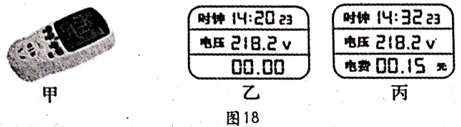 时钟 14:20 23
电压 218.2 v
00.00
时钟 14:32 23
电压 218.2 v
电费 00.15 元
甲
乙
丙
图18